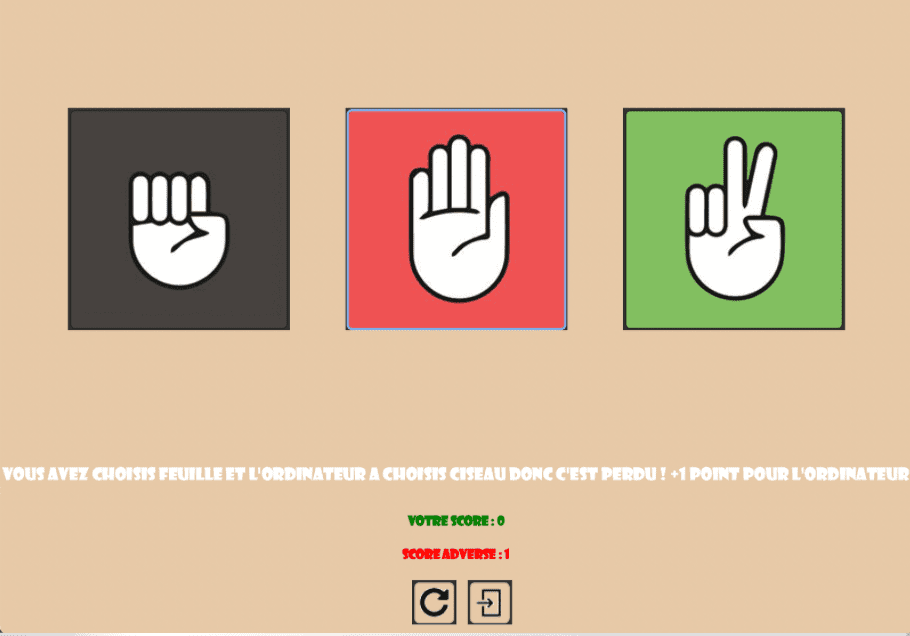 VOUS AVEZ CHOISIS FEUILLE ET L'ORDINATEUR A CHOISIS CISEAU DONC C'EST PERDU ! +1 POINT POUR L'ORDINATEUR
VOTRE SCORE : 0
SCORE ADVERSE : 1